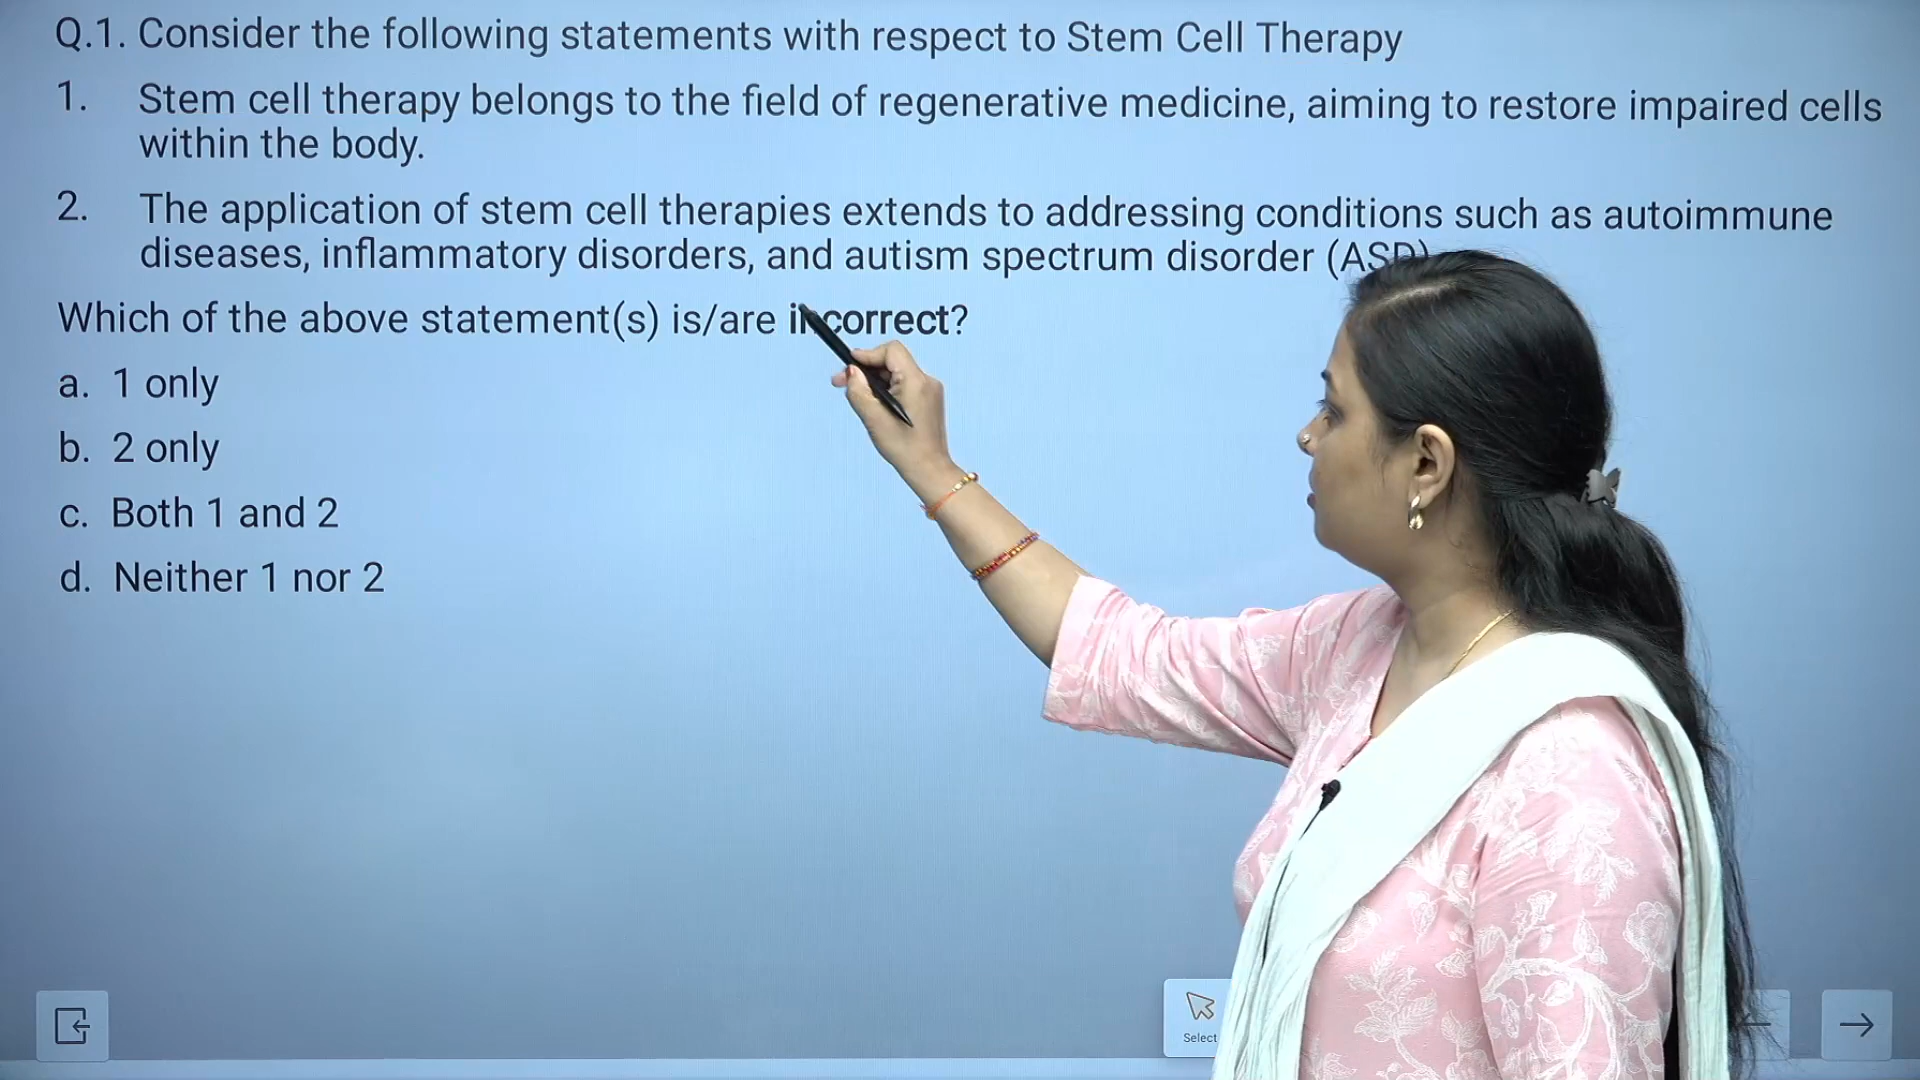 Q.1. Consider the following statements with respect to Stem Cell Therapy
1. Stem cell therapy belongs to the field of regenerative medicine, aiming to restore impaired cells
within the body.
2. The application of stem cell therapies extends to addressing conditions such as autoimmune
diseases, inflammatory disorders, and autism spectrum disorder (ASD)
Which of the above statement(s) is/are incorrect?
a. 1 only
b. 2 only
c. Both 1 and 2
d. Neither 1 nor 2
Select